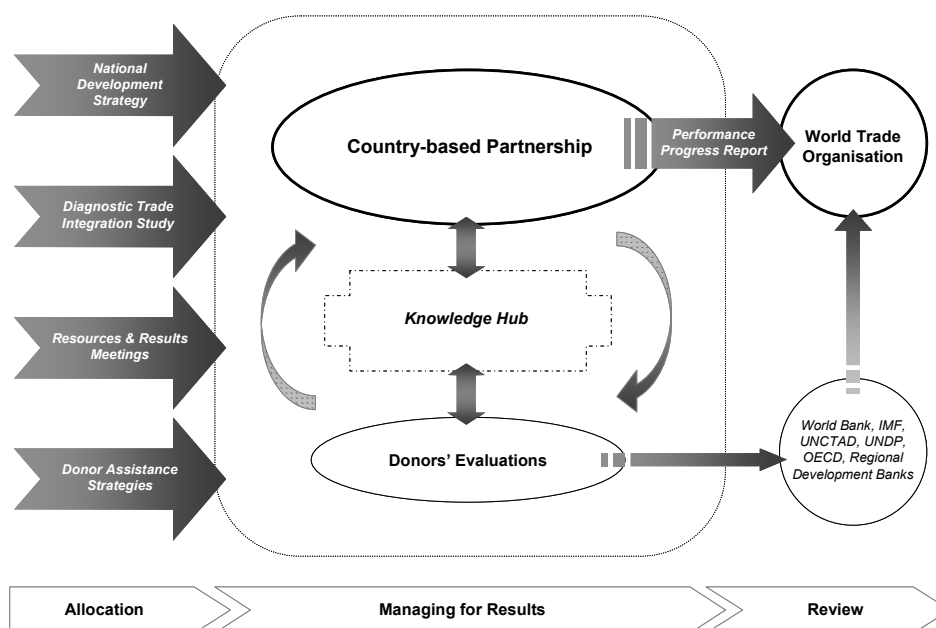 National
Development
Strategy
Diagnostic Trade
Integration Study
Resources & Results
Meetings
Donor Assistance
Strategies
Country-based Partnership
Performance
Progress Report
World Trade
Organisation
Knowledge Hub
Donors' Evaluations
World Bank, IMF,
UNCTAD, UNDP,
OECD, Regional
Development Banks
Allocation
Managing for Results
Review